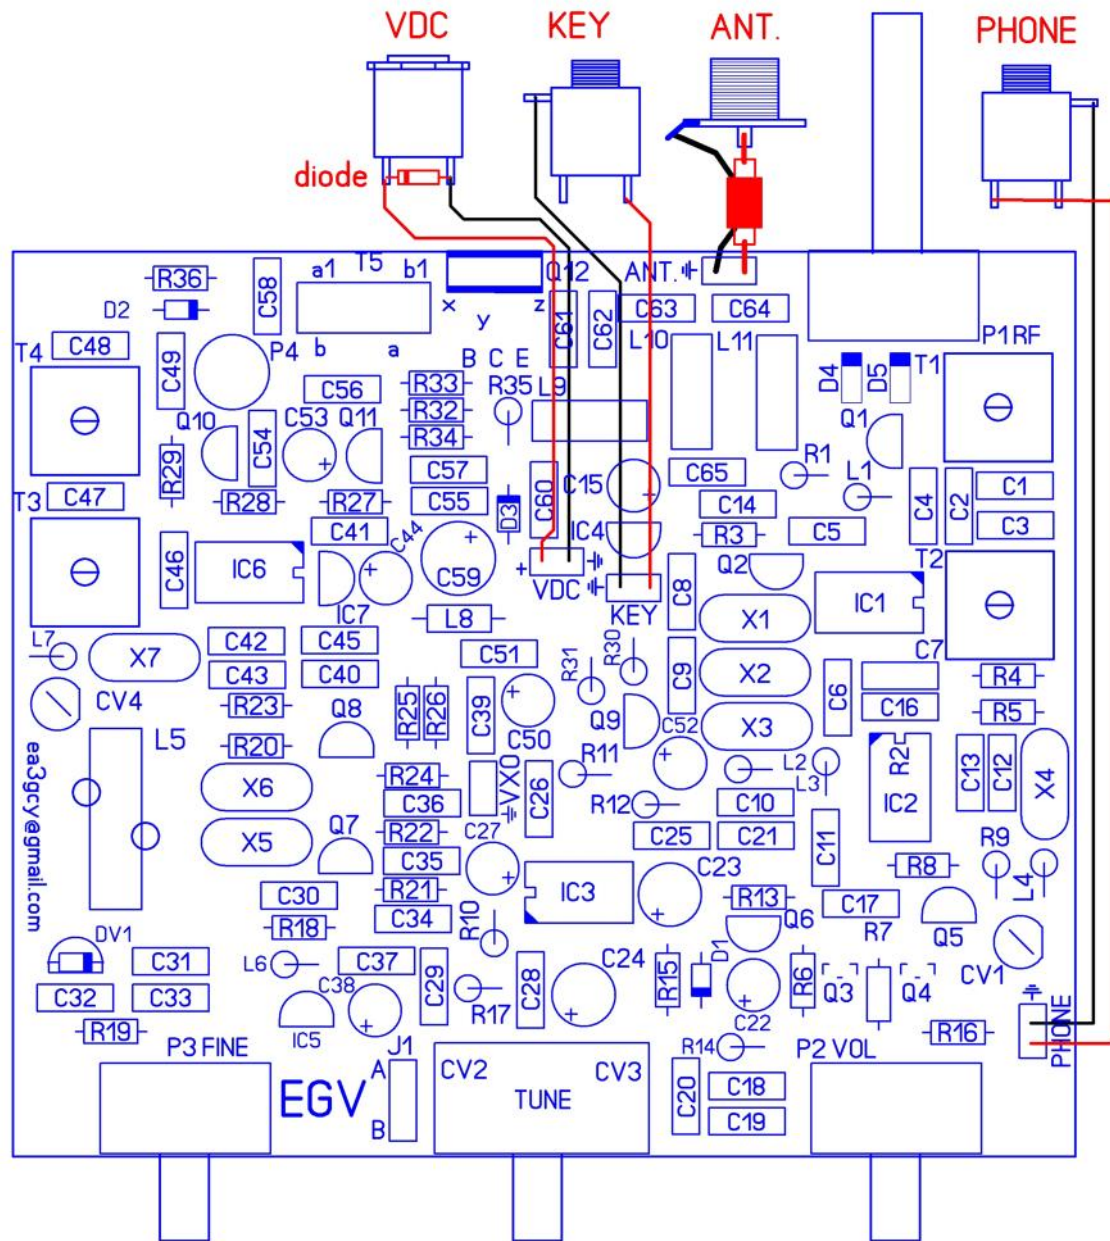 VDC KEY ANT. PHONE
diode
R36 C58 a1 T5 b1 Q12 ANT.
D2 x y z C61 C62 C63 C64
T4 C48 C49 P4 b a L10 L11 P1 RF
B C E D4 D5 T1
C56 R33 R35 L9
Q10 C53 Q11 R32 Q1
C54 R34
R29 C57 C60 C15 C65 R1 L1
T3 C47 R28 R27 C55 D3 C14 C4 C2 C1
C41 C44 IC4 R3 C5 C3
C46 IC6 IC7 + C59 + VDC Q2 T2
KEY C8 IC1
L8 X1
L7 X7 C42 C45 C51 R31 R30 C7
C43 C40 C9 X2 C6 R4
CV4 R23 Q8 R25 R26 C39 C50 Q9 C52 X3 C16 R5
L5 R20 R11 L2 L3 R2 C13 C12 X4
R24 VXO C26
X6 C36 R12 C10 IC2
X5 Q7 R22 C27 C25 C21 C11 R9
C35 R8 L4
C30 R21 IC3 C23 R13 C17
R18 C34 R10 Q6 R7 Q5
ea3gcy@gmail.com
DV1 C31 L6 C37 C29 C28 C24 R15 D1 R6 Q3 Q4 CV1
C32 C33 C38 R17 C22
R19 IC5 R14 R16 PHONE
P3 FINE J1 P2 VOL
A CV2 CV3 C20 C18
EGV TUNE
B C19